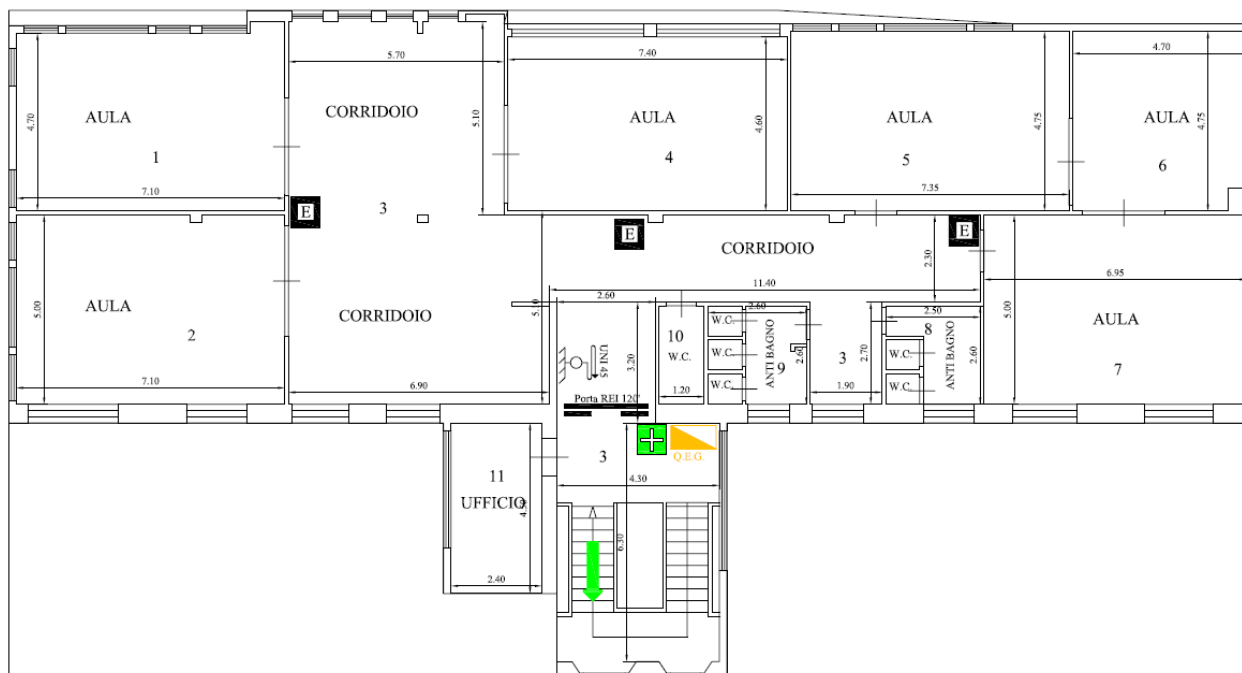 5.70
7.40
4.70
AULA
CORRIDOIO
AULA
AULA
AULA
4.70
5.10
4.60
4.75
4.75
1
4
5
6
7.10
7.35
E
3
E
E
CORRIDOIO
2.30
6.95
11.40
AULA
5.00
CORRIDOIO
5.10
2.60
2.60
2.50
5.00
AULA
2
10
W.C.
W.C.
8
3
W.C.
W.C.
W.C.
UNI 45
3.20
ANTI BAGNO
2.60
9
2.70
ANTI BAGNO
2.60
7
W.C.
W.C.
7.10
6.90
1.20
1.90
Porta REI 120'
3
Q.E.G.
11
4.30
UFFICIO
6.30
2.40